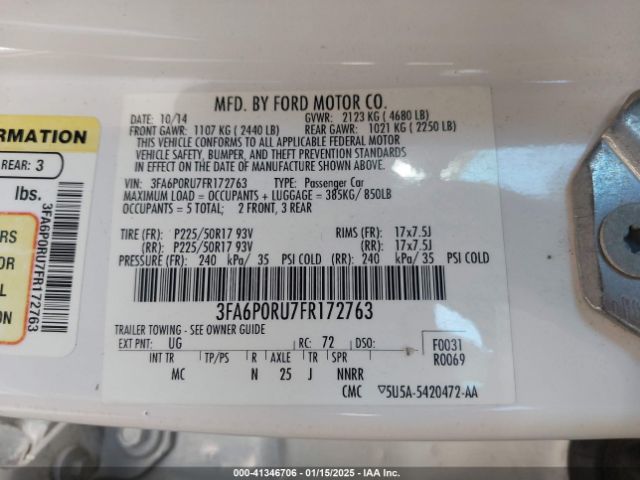 MFD. BY FORD MOTOR CO.
DATE: 10/14 GVWR: 2123 KG ( 4680 LB)
FRONT GAWR: 1107 KG ( 2440 LB) REAR GAWR: 1021 KG ( 2250 LB)
THIS VEHICLE CONFORMS TO ALL APPLICABLE FEDERAL MOTOR
VEHICLE SAFETY, BUMPER, AND THEFT PREVENTION STANDARDS
IN EFFECT ON THE DATE OF MANUFACTURE SHOWN ABOVE.
VIN: 3FA6P0RU7FR172763 TYPE: Passenger Car
MAXIMUM LOAD = OCCUPANTS + LUGGAGE = 385KG/ 850LB
OCCUPANTS = 5 TOTAL; 2 FRONT, 3 REAR
TIRE (FR): P225/50R17 93V RIMS (FR): 17x7.5J
(RR): P225/50R17 93V (RR): 17x7.5J
PRESSURE (FR): 240 kPa/ 35 PSI COLD (RR): 240 kPa/ 35 PSI COLD
3FA6P0RU7FR172763
TRAILER TOWING - SEE OWNER GUIDE
EXT PNT: UG RC: 72 DSO: F0031
R0069
INT TR TP/PS R AXLE TR SPR
MC N 25 J NNRR
CMC ▽5U5A-5420472-AA
REAR: 3
lbs.
3FA6P0RU7FR172763
000-41346706 - 01/15/2025 - IAA Inc.